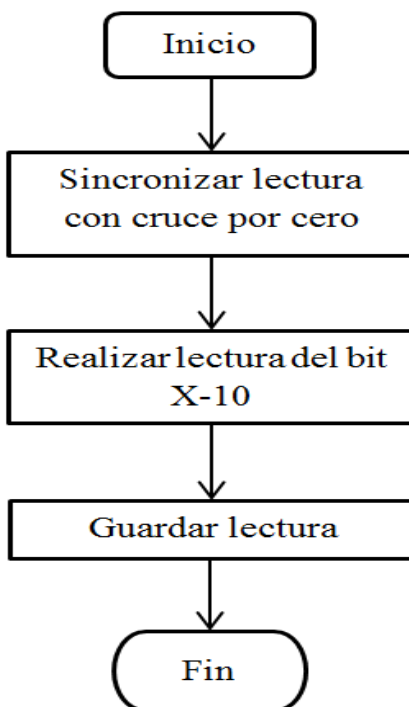 Inicio
Sincronizar lectura
con cruce por cero
Realizar lectura del bit
X-10
Guardar lectura
Fin